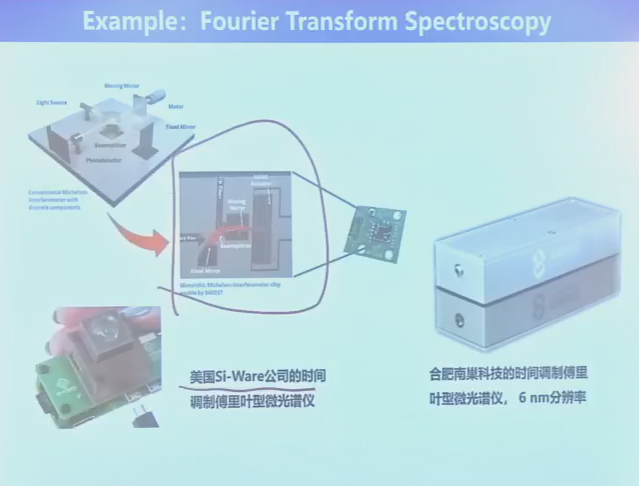 Example: Fourier Transform Spectroscopy
Moving Mirror
Light Source
Motor
Fixed Mirror
Beamsplitter
Photodetector
Conventional Michelson
Interferometer with
discrete components
Moving
Mirror
Beamsplitter
Fixed Mirror
Monolithic Michelson Interferometer chip
美国Si-Ware公司的时间
调制傅里叶型微光谱仪
合肥南巢科技的时间调制傅里
叶型微光谱仪， 6 nm分辨率